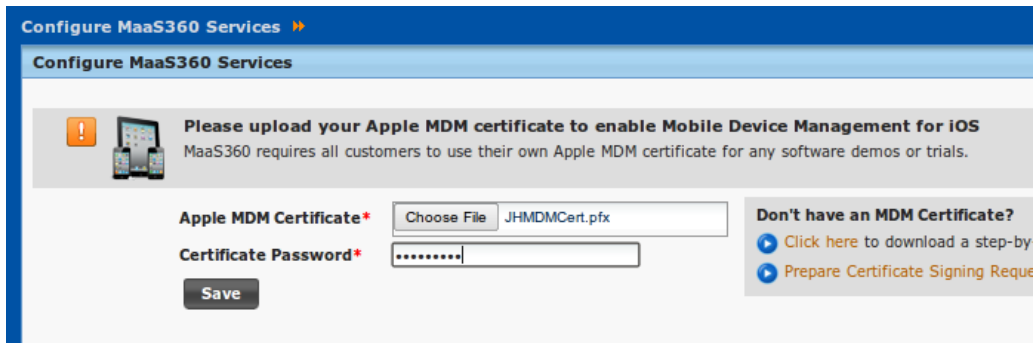 Configure MaaS360 Services
Configure MaaS360 Services
Please upload your Apple MDM certificate to enable Mobile Device Management for iOS
MaaS360 requires all customers to use their own Apple MDM certificate for any software demos or trials.
Apple MDM Certificate* Choose File JHMDMCert.pfx
Certificate Password* •••••••••
Save
Don't have an MDM Certificate?
Click here to download a step-by
Prepare Certificate Signing Reque